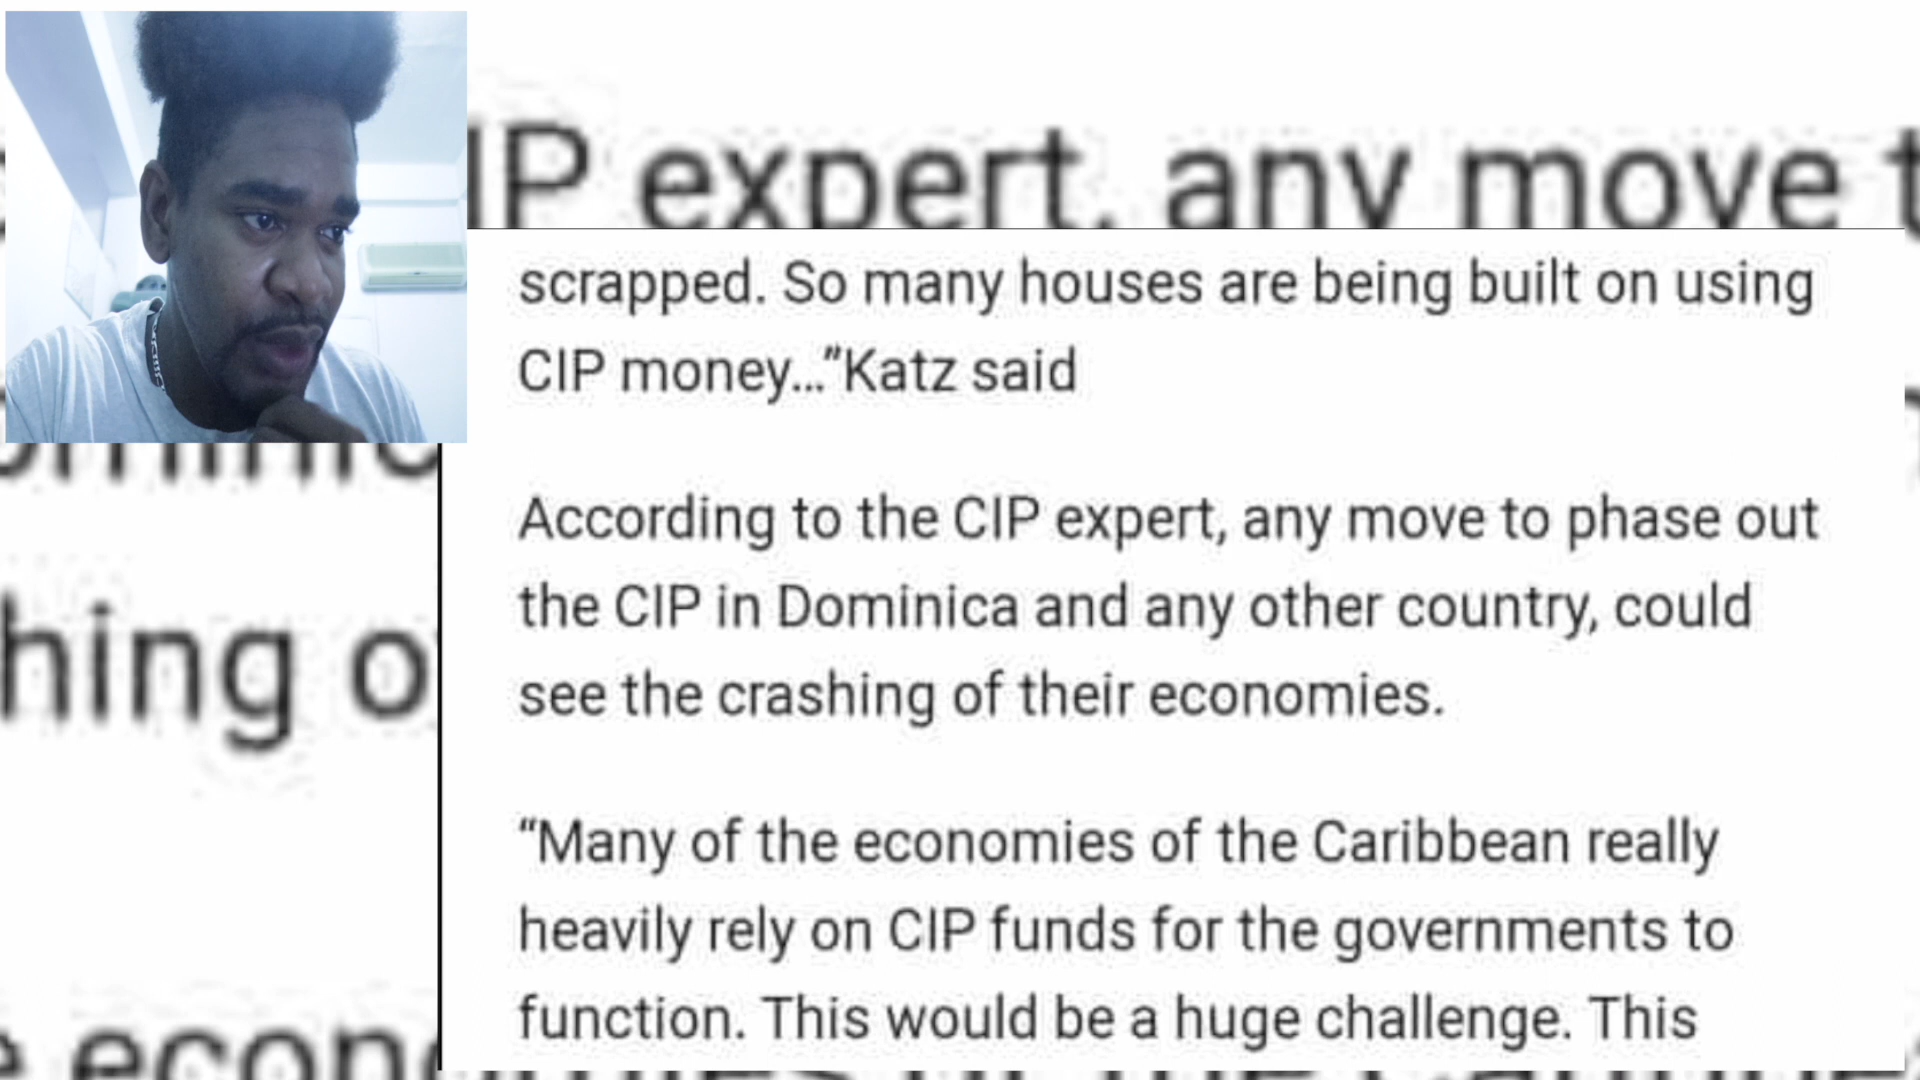 IP expert, any move t
scrapped. So many houses are being built on using
CIP money...”Katz said
According to the CIP expert, any move to phase out
the CIP in Dominica and any other country, could
see the crashing of their economies.
“Many of the economies of the Caribbean really
heavily rely on CIP funds for the governments to
function. This would be a huge challenge. This
hing o
e econ